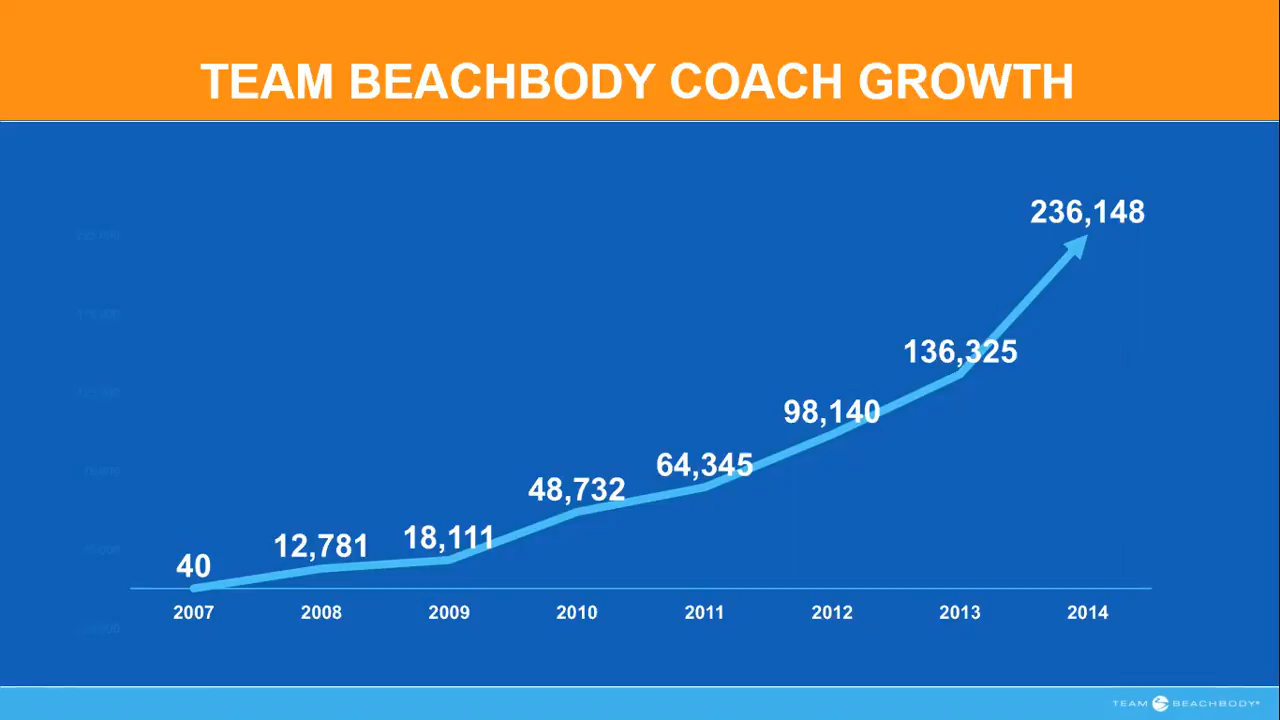 TEAM BEACHBODY COACH GROWTH
236,148
136,325
98,140
64,345
48,732
18,111
12,781
40
2007 2008 2009 2010 2011 2012 2013 2014
TEAM BEACHBODY